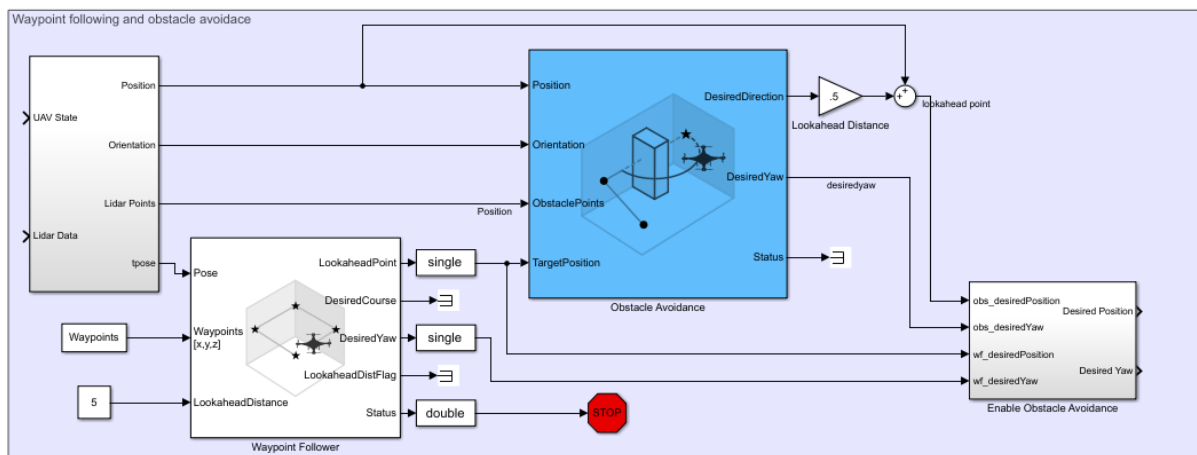 Waypoint following and obstacle avoidace
UAV State
Lidar Data
Position
Orientation
Lidar Points
tpose
Position
Position
Orientation
ObstaclePoints
TargetPosition
DesiredDirection
DesiredYaw
Status
Obstacle Avoidance
.5
Lookahead Distance
+
+
lookahead point
desiredyaw
Waypoints
5
Pose
Waypoints
[x,y,z]
LookaheadDistance
LookaheadPoint
DesiredCourse
DesiredYaw
LookaheadDistFlag
Status
Waypoint Follower
single
single
double
STOP
obs_desiredPosition
obs_desiredYaw
wf_desiredPosition
wf_desiredYaw
Desired Position
Desired Yaw
Enable Obstacle Avoidance